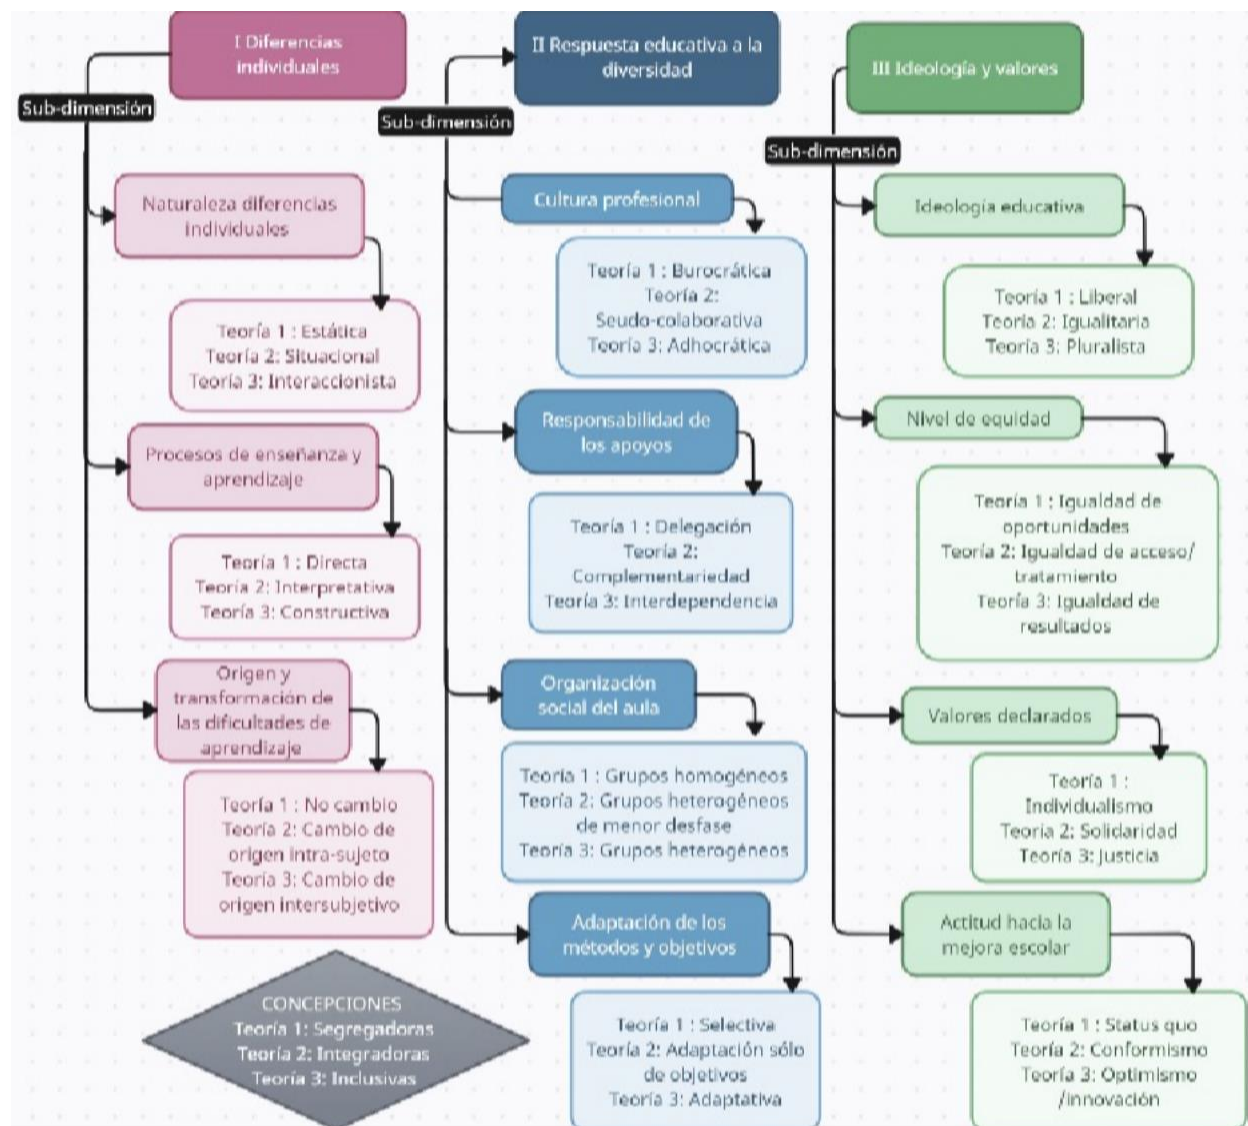 I Diferencias
individuales
Sub-dimensión
Naturaleza diferencias
individuales
Teoría 1 : Estática
Teoría 2: Situacional
Teoría 3: Interaccionista
Procesos de enseñanza y
aprendizaje
Teoría 1 : Directa
Teoría 2: Interpretativa
Teoría 3: Constructiva
Origen y
transformación de
las dificultades de
aprendizaje
Teoría 1 : No cambio
Teoría 2: Cambio de
origen intra-sujeto
Teoría 3: Cambio de
origen intersubjetivo
CONCEPCIONES
Teoría 1: Segregadoras
Teoría 2: Integradoras
Teoría 3: Inclusivas
II Respuesta educativa a la
diversidad
Sub-dimensión
Cultura profesional
Teoría 1 : Burocrática
Teoría 2:
Seudo-colaborativa
Teoría 3: Adhocrática
Responsabilidad de
los apoyos
Teoría 1 : Delegación
Teoría 2:
Complementariedad
Teoría 3: Interdependencia
Organización
social del aula
Teoría 1 : Grupos homogéneos
Teoría 2: Grupos heterogéneos
de menor desfase
Teoría 3: Grupos heterogéneos
Adaptación de los
métodos y objetivos
Teoría 1 : Selectiva
Teoría 2: Adaptación sólo
de objetivos
Teoría 3: Adaptativa
III Ideología y valores
Sub-dimensión
Ideología educativa
Teoría 1 : Liberal
Teoría 2: Igualitaria
Teoría 3: Pluralista
Nivel de equidad
Teoría 1 : Igualdad de
oportunidades
Teoría 2: Igualdad de acceso/
tratamiento
Teoría 3: Igualdad de
resultados
Valores declarados
Teoría 1 :
Individualismo
Teoría 2: Solidaridad
Teoría 3: Justicia
Actitud hacia la
mejora escolar
Teoría 1 : Status quo
Teoría 2: Conformismo
Teoría 3: Optimismo
/innovación